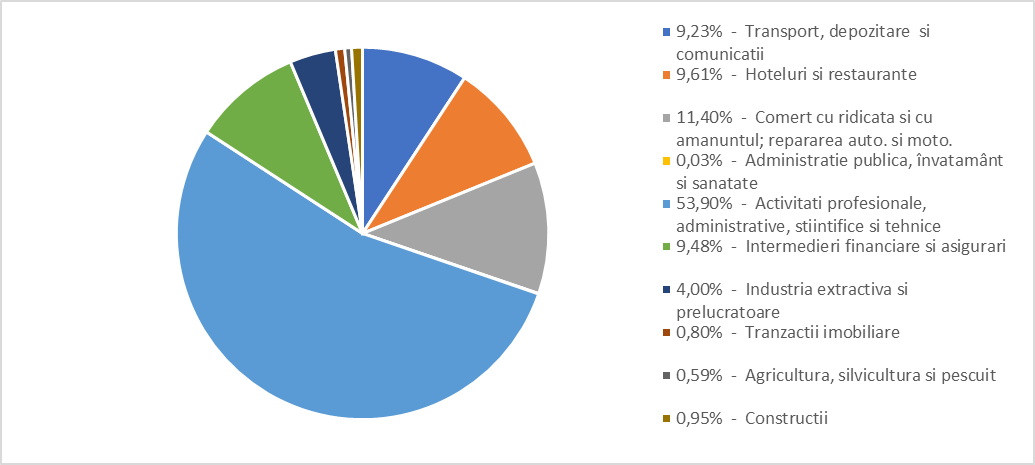 9,23%  -  Transport, depozitare  si
comunicatii
9,61%  -  Hoteluri si restaurante
11,40%  -  Comert cu ridicata si cu
amanuntul; repararea auto. si moto.
0,03%  -  Administratie publica, învatamânt
si sanatate
53,90%  -  Activitati profesionale,
administrative, stiintifice si tehnice
9,48%  -  Intermedieri financiare si asigurari
4,00%  -  Industria extractiva si
prelucratoare
0,80%  -  Tranzactii imobiliare
0,59%  -  Agricultura, silvicultura si pescuit
0,95%  -  Constructii